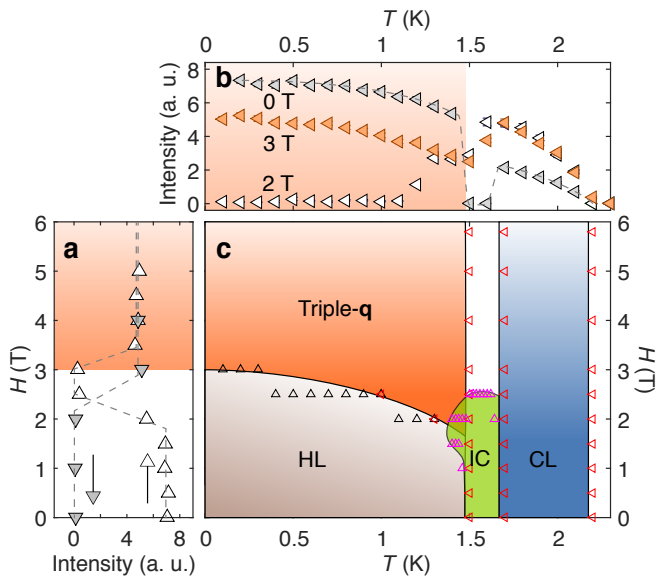 T (K)
0 0.5 1 1.5 2
b
Intensity (a. u.)
8
4
0
0 T
3 T
2 T
a
H (T)
6
5
4
3
2
1
0
0 4 8
Intensity (a. u.)
c
Triple-q
HL
IC
CL
0 0.5 1 1.5 2
T (K)
6
5
4
3
2
1
0
H (T)